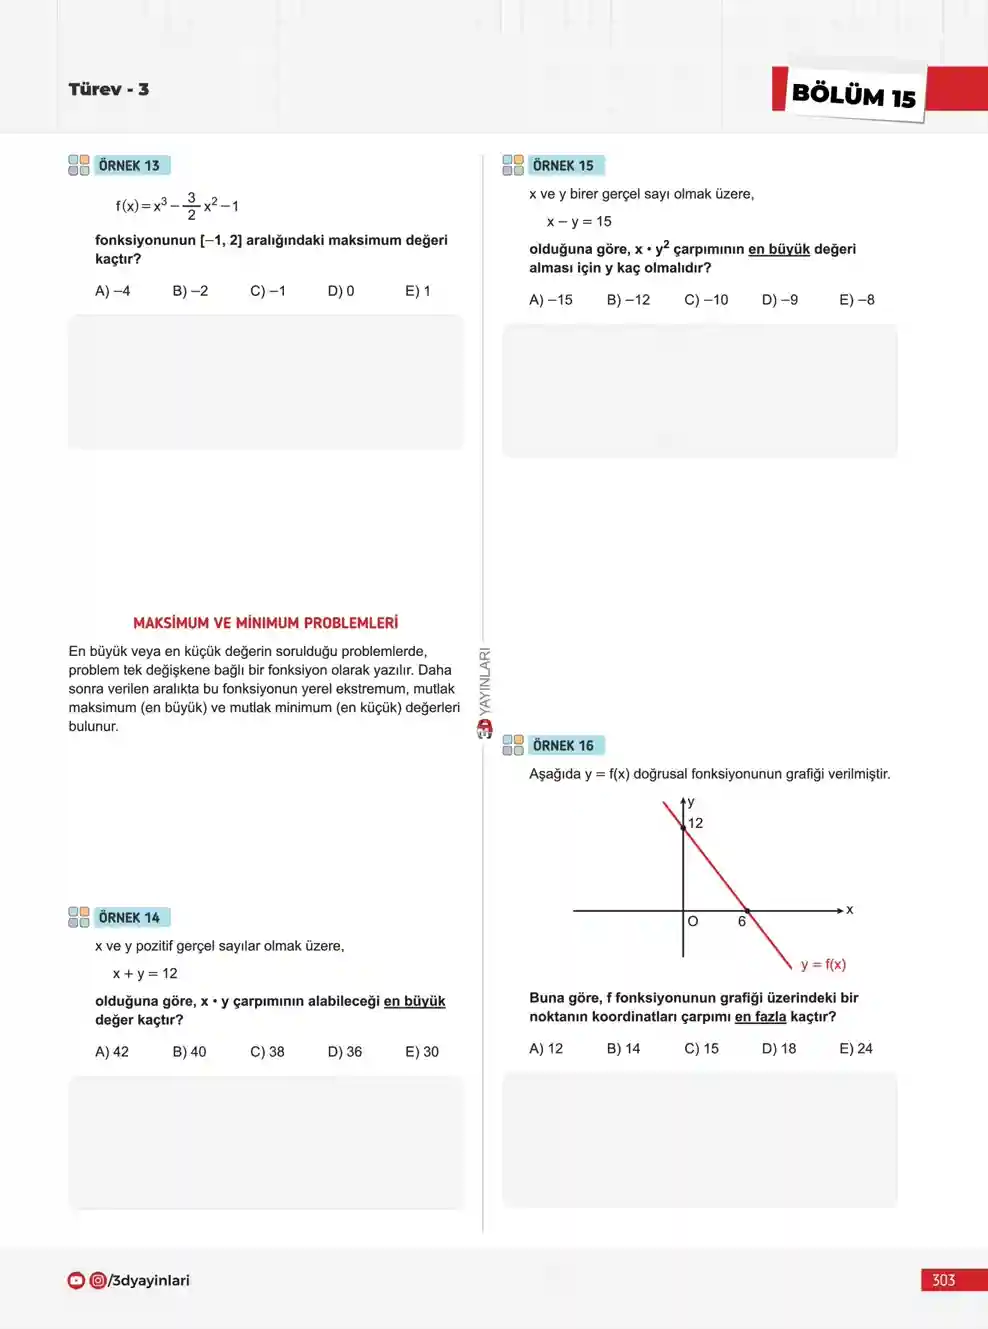 Türev - 3
BÖLÜM 15
ÖRNEK 13
f(x) = x³ – 3/2 x² – 1
fonksiyonunun [–1, 2] aralığındaki maksimum değeri
kaçtır?
A) –4 B) –2 C) –1 D) 0 E) 1
MAKSİMUM VE MİNIMUM PROBLEMLERİ
En büyük veya en küçük değerin sorulduğu problemlerde,
problem tek değişkene bağlı bir fonksiyon olarak yazılır. Daha
sonra verilen aralıkta bu fonksiyonun yerel ekstremum, mutlak
maksimum (en büyük) ve mutlak minimum (en küçük) değerleri
bulunur.
ÖRNEK 14
x ve y pozitif gerçel sayılar olmak üzere,
x + y = 12
olduğuna göre, x • y çarpımının alabileceği en büyük
değer kaçtır?
A) 42 B) 40 C) 38 D) 36 E) 30
3D YAYINLARI
ÖRNEK 15
x ve y birer gerçel sayı olmak üzere,
x – y = 15
olduğuna göre, x • y² çarpımının en büyük değeri
alması için y kaç olmalıdır?
A) –15 B) –12 C) –10 D) –9 E) –8
ÖRNEK 16
Aşağıda y = f(x) doğrusal fonksiyonunun grafiği verilmiştir.
y
12
x
O
6
y = f(x)
Buna göre, f fonksiyonunun grafiği üzerindeki bir
noktanın koordinatları çarpımı en fazla kaçtır?
A) 12 B) 14 C) 15 D) 18 E) 24
/3dyayinlari
303